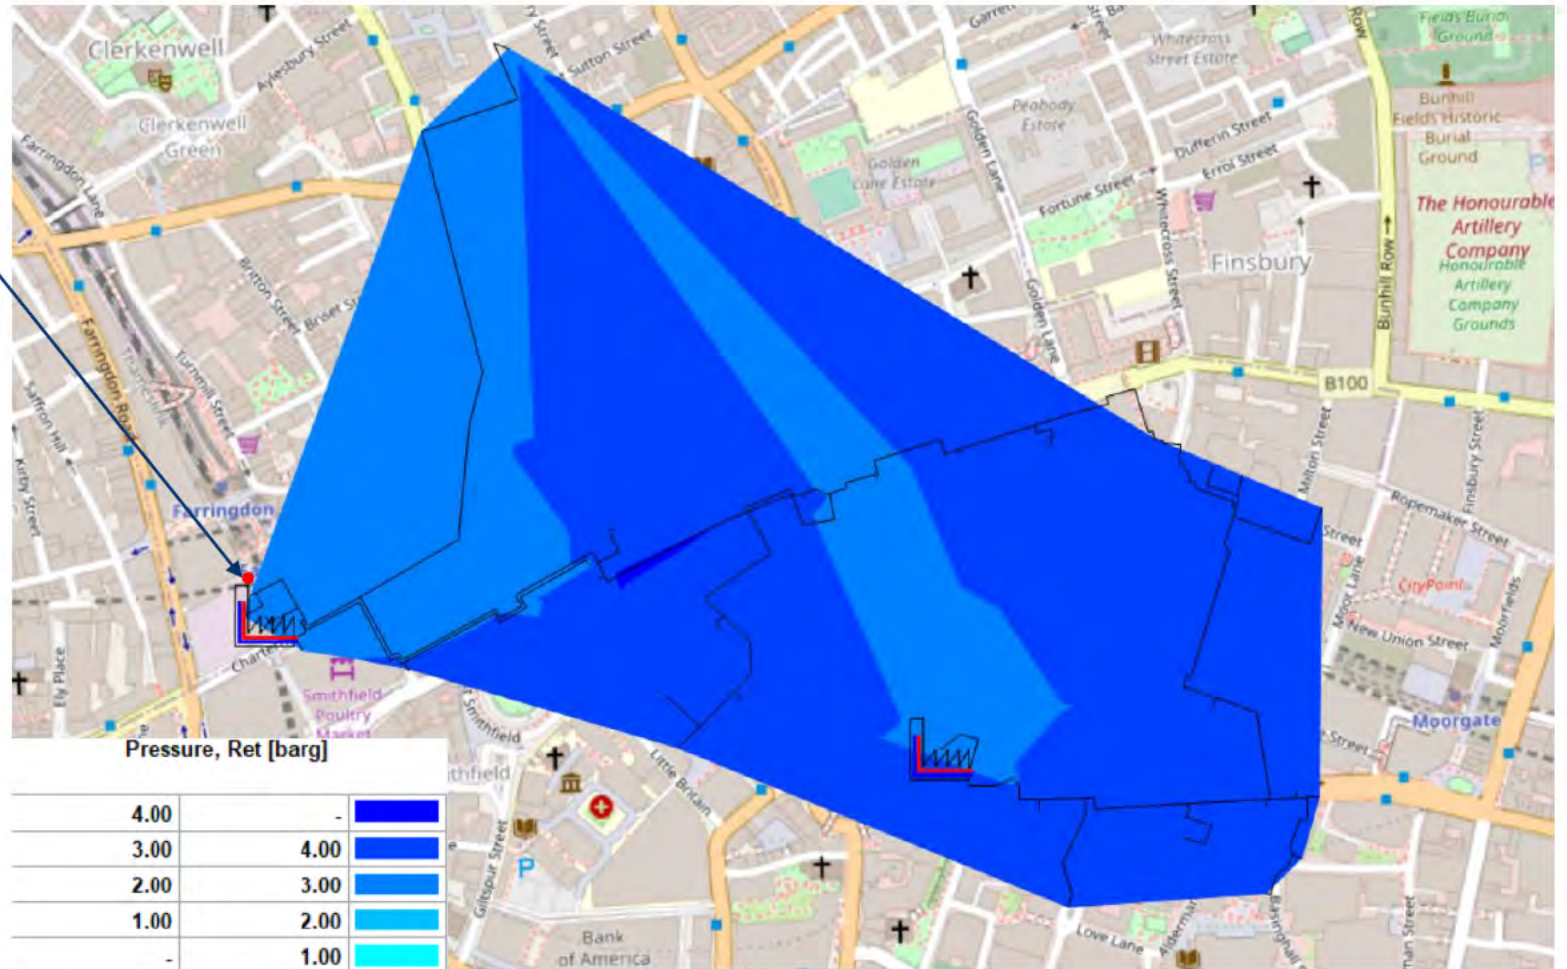 Clerkenwell
Aylesbury Street
Sutton Street
Clerkenwell
Green
Farringdon Lane
Britton Street
Turnmill Street
Farringdon Road
Saffron Hill
Kirby Street
Farringdon
Ely Place
Smithfield
Poultry
Market
Smithfield
Little Britain
Giltspur Street
P
Bank
of America
Golden
Lane Estate
Golden Lane
Golden Lane
Peabody
Estate
Whitecross
Street Estate
Dufferin Street
Errol Street
Fortune Street
Whitecross Street
Finsbury
Row
Bunhill Row
Fields Burial
Ground
Bunhill
Fields Historic
Burial
Ground
The Honourable
Artillery
Company
Honourable
Artillery
Company
Grounds
B100
Milton Street
Finsbury Street
Ropemaker Street
Street
CityPoint
Moor Lane
New Union Street
Moorfields
Moorgate
Love Lane
Pressure, Ret [barg]
4.00 -
3.00 4.00
2.00 3.00
1.00 2.00
- 1.00